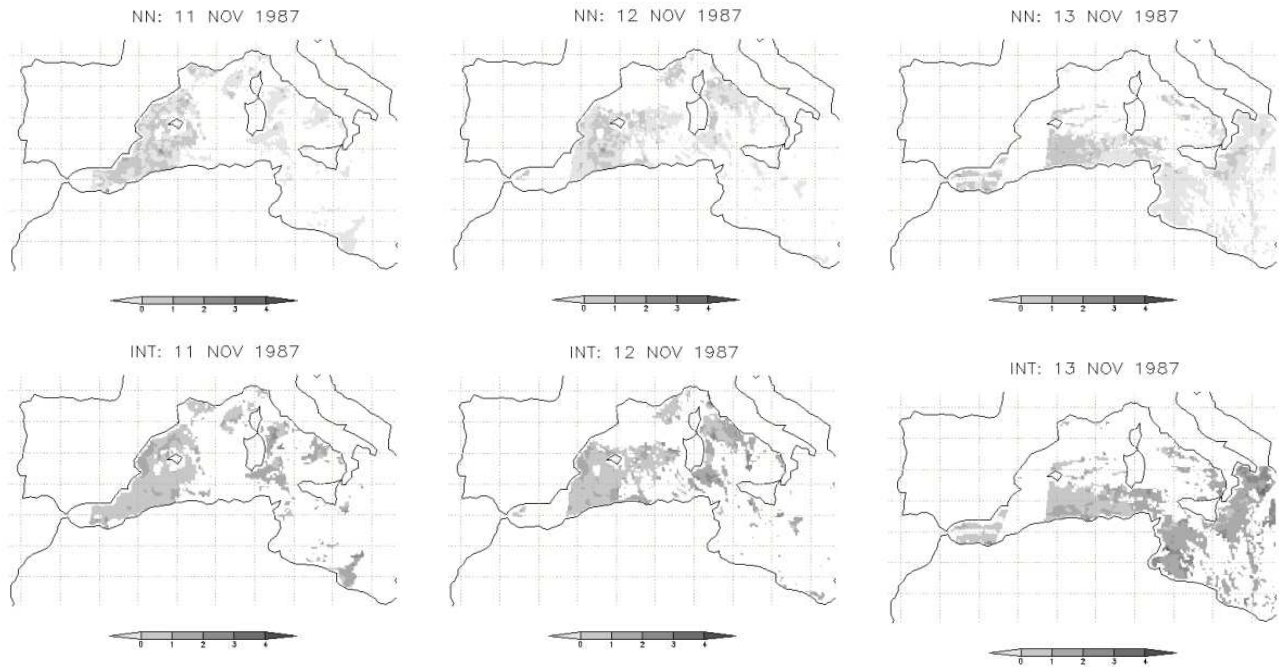 NN: 11 NOV 1987
NN: 12 NOV 1987
NN: 13 NOV 1987
0 1 2 3 4
0 1 2 3 4
0 1 2 3 4
INT: 11 NOV 1987
INT: 12 NOV 1987
INT: 13 NOV 1987
0 1 2 3 4
0 1 2 3 4
0 1 2 3 4